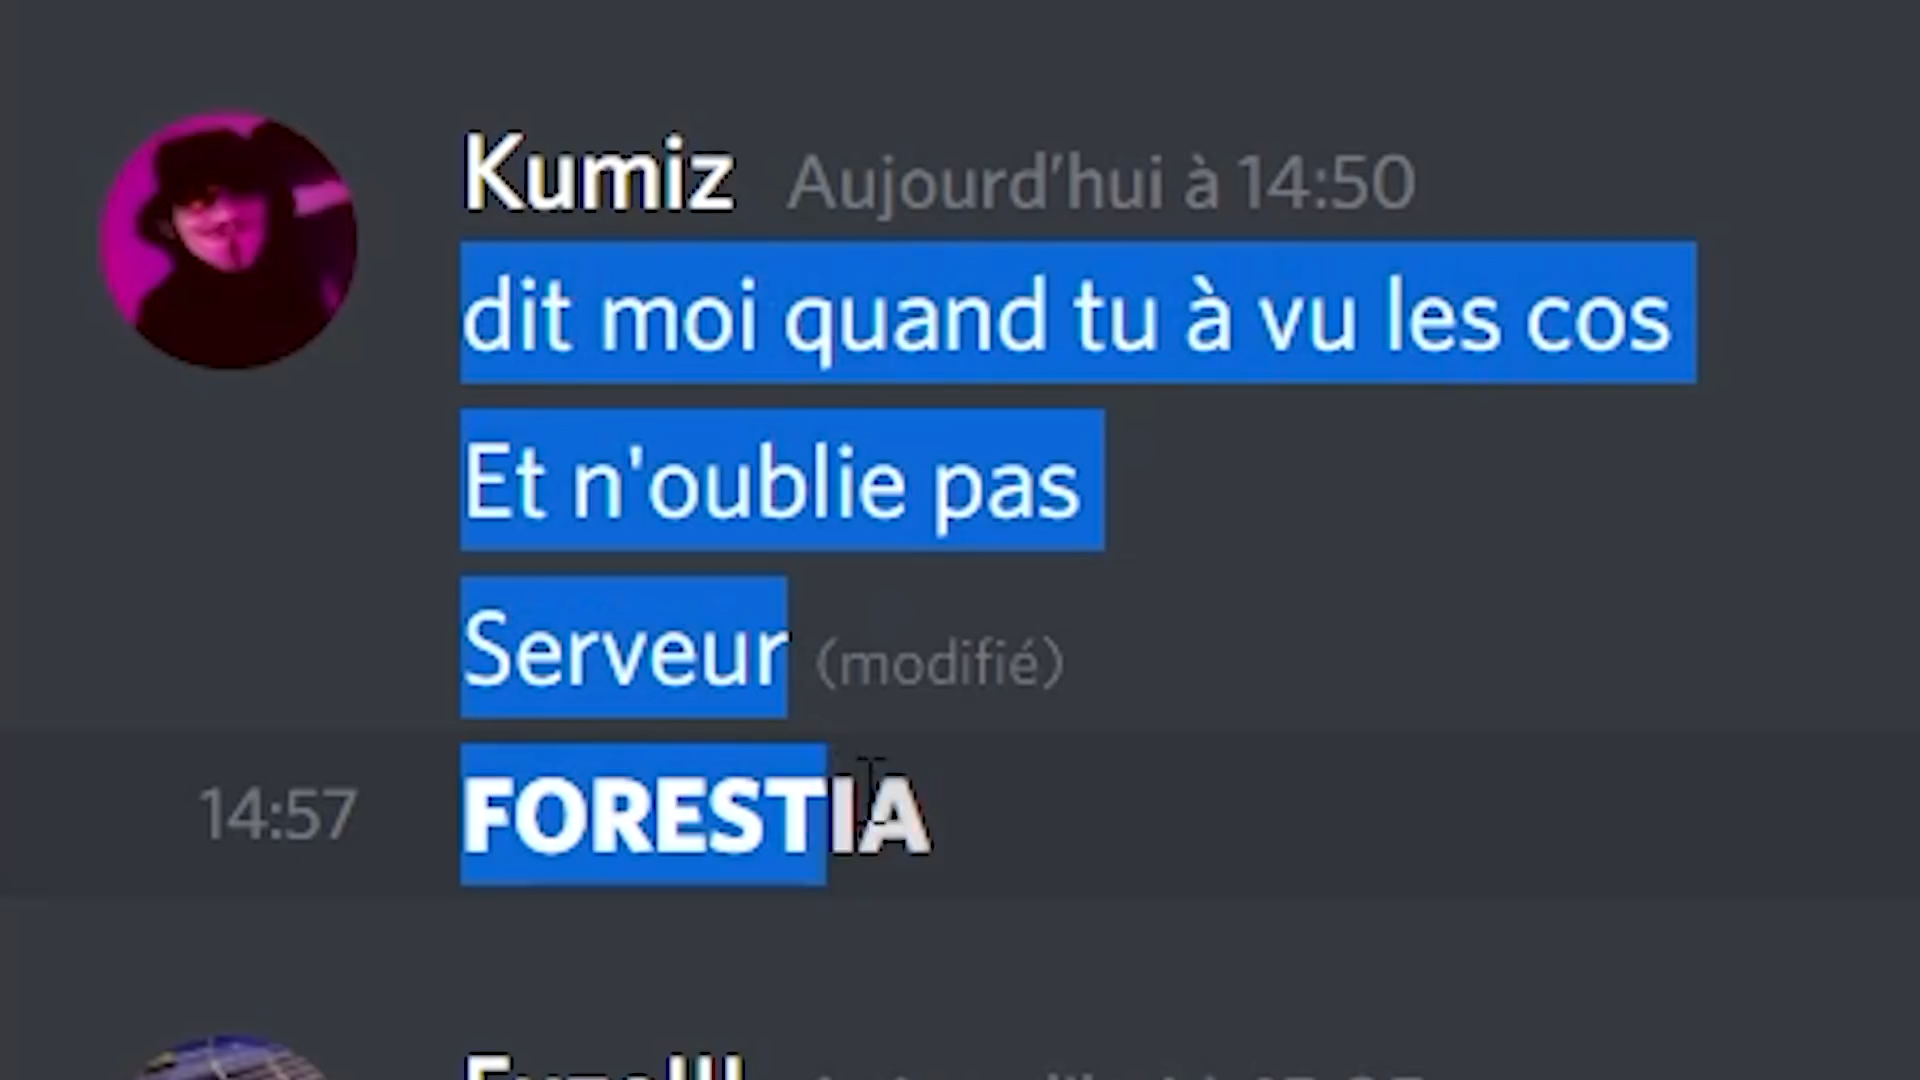 Kumiz Aujourd'hui à 14:50
dit moi quand tu à vu les cos
Et n'oublie pas
Serveur (modifié)
14:57 FORESTIA